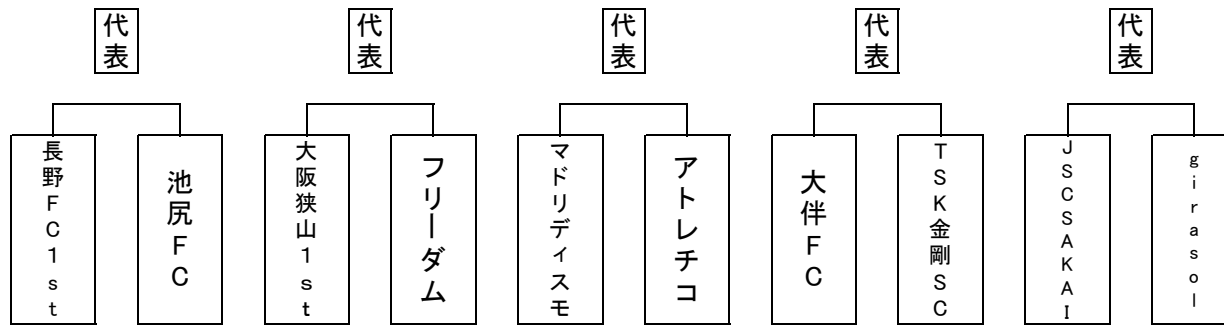 代表
代表
代表
代表
代表
長野FC1st
池尻FC
大阪狭山1st
フリーダム
マドリディスモ
アトレチコ
大伴FC
TSK金剛SC
JSCSAKAI
girasol